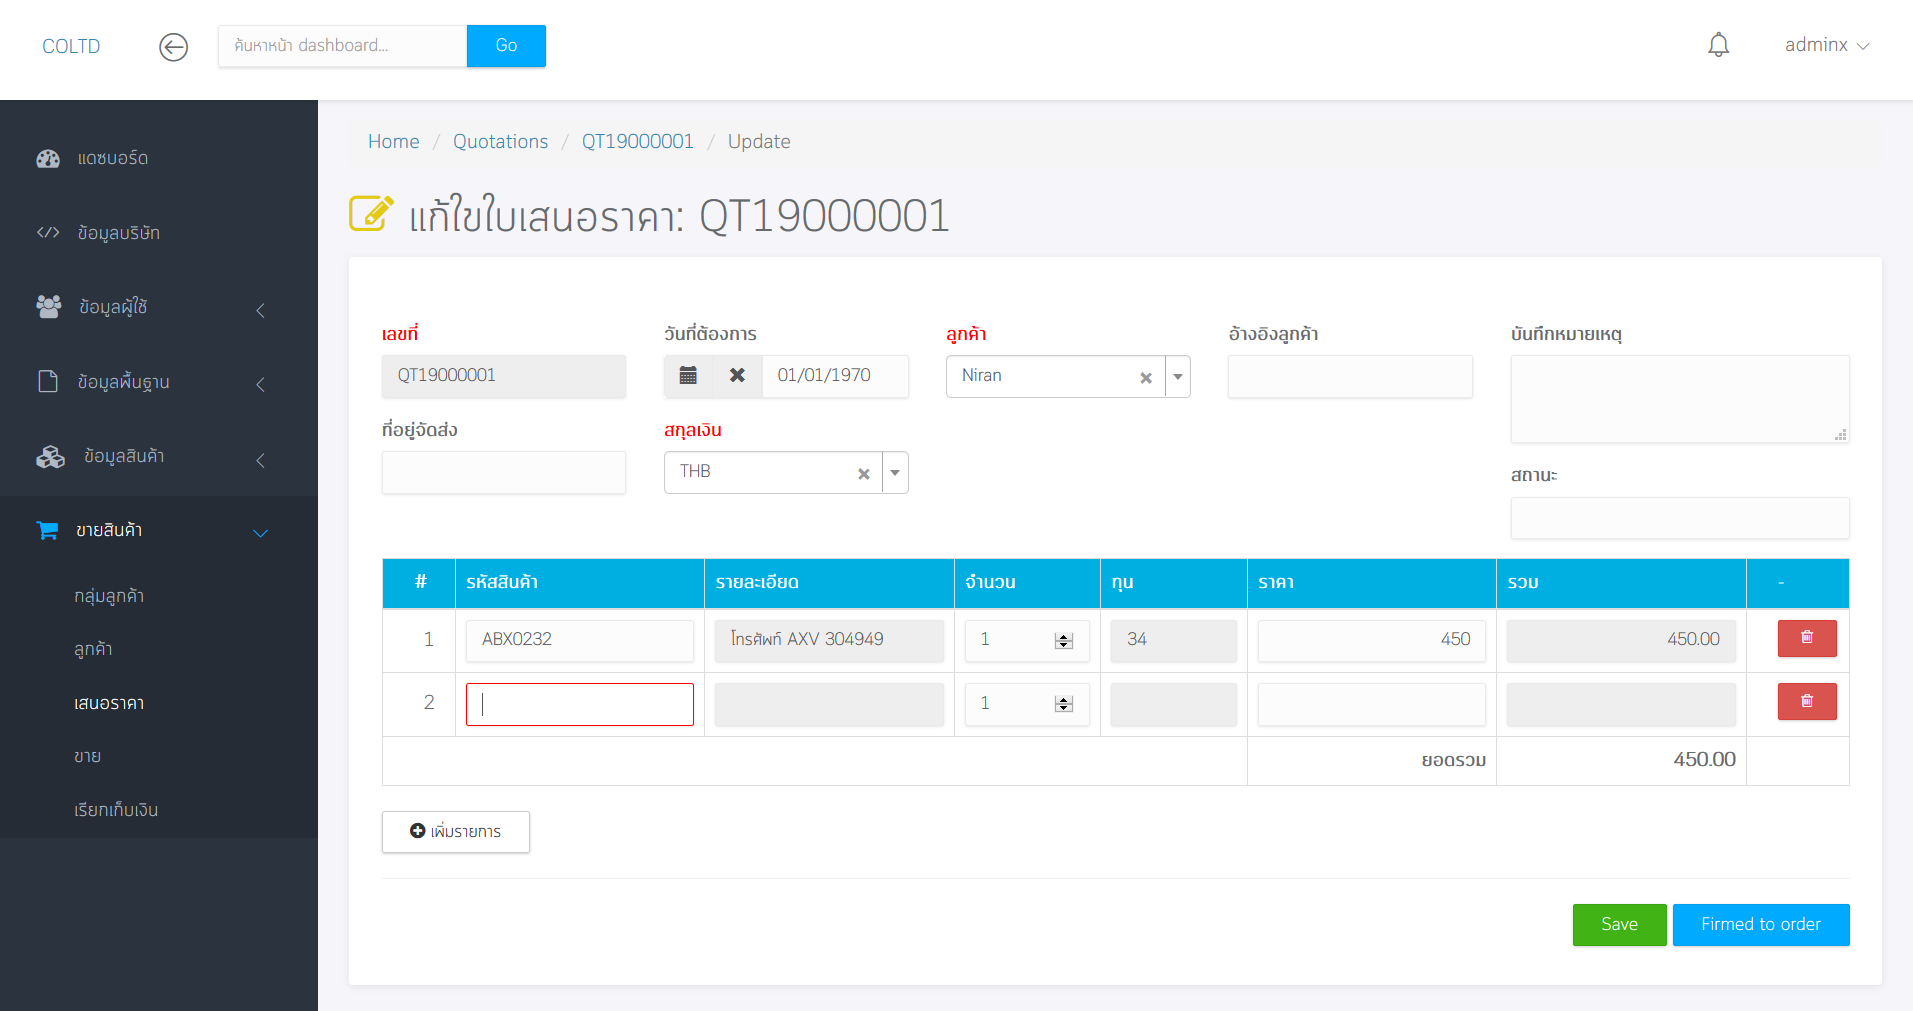 COLTD
ค้นหาหน้า dashboard...
Go
adminx
แดชบอร์ด
ข้อมูลบริษัท
ข้อมูลผู้ใช้
ข้อมูลพื้นฐาน
ข้อมูลสินค้า
ขายสินค้า
กลุ่มลูกค้า
ลูกค้า
เสนอราคา
ขาย
เรียกเก็บเงิน
Home / Quotations / QT19000001 / Update
แก้ใขใบเสนอราคา: QT19000001
เลขที่ วันที่ต้องการ ลูกค้า อ้างอิงลูกค้า บันทึกหมายเหตุ
QT19000001 01/01/1970 Niran
ที่อยู่จัดส่ง สกุลเงิน
THB
สถานะ
# รหัสสินค้า รายละเอียด จำนวน ทุน ราคา รวม -
1 ABX0232 โทรศัพท์ AXV 304949 1 34 450 450.00
2 1
ยอดรวม 450.00
เพิ่มรายการ
Save Firmed to order